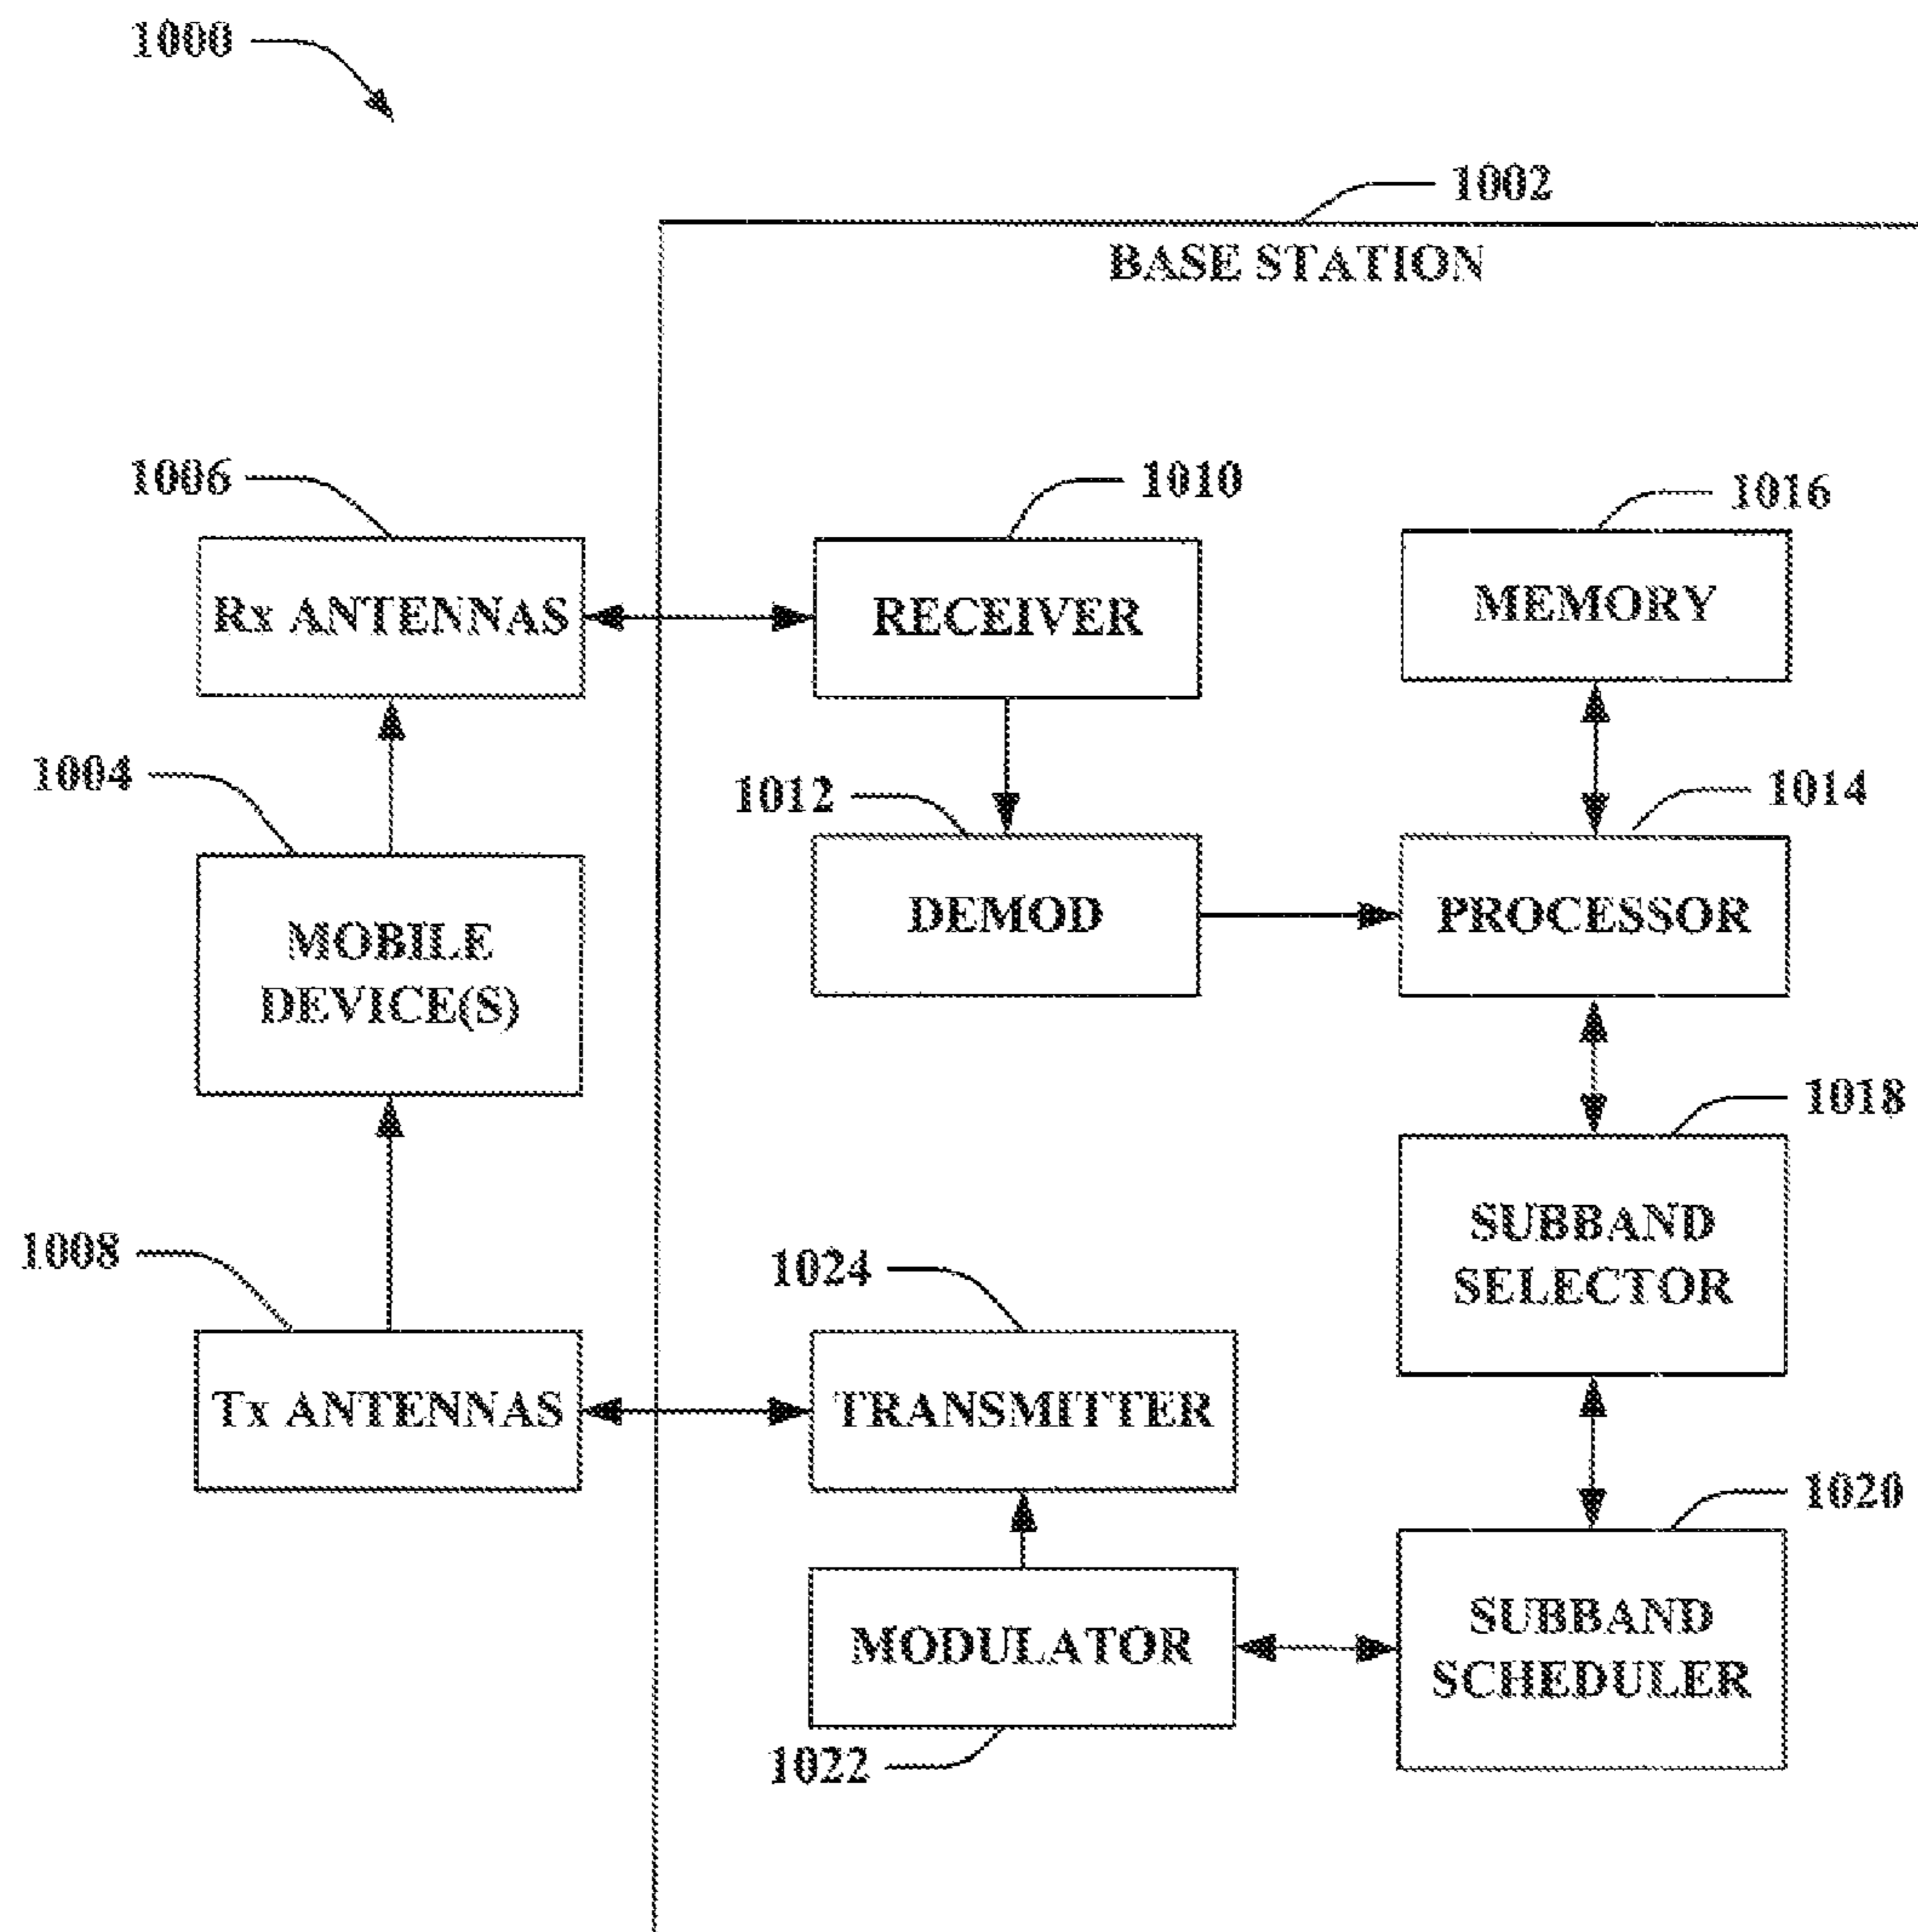 1000
1002
BASE STATION
1006
1010
1016
Rx ANTENNAS
RECEIVER
MEMORY
1004
1012
1014
MOBILE
DEVICE(S)
DEMOD
PROCESSOR
1018
1008
1024
SUBBAND
SELECTOR
Tx ANTENNAS
TRANSMITTER
1020
MODULATOR
SUBBAND
SCHEDULER
1022